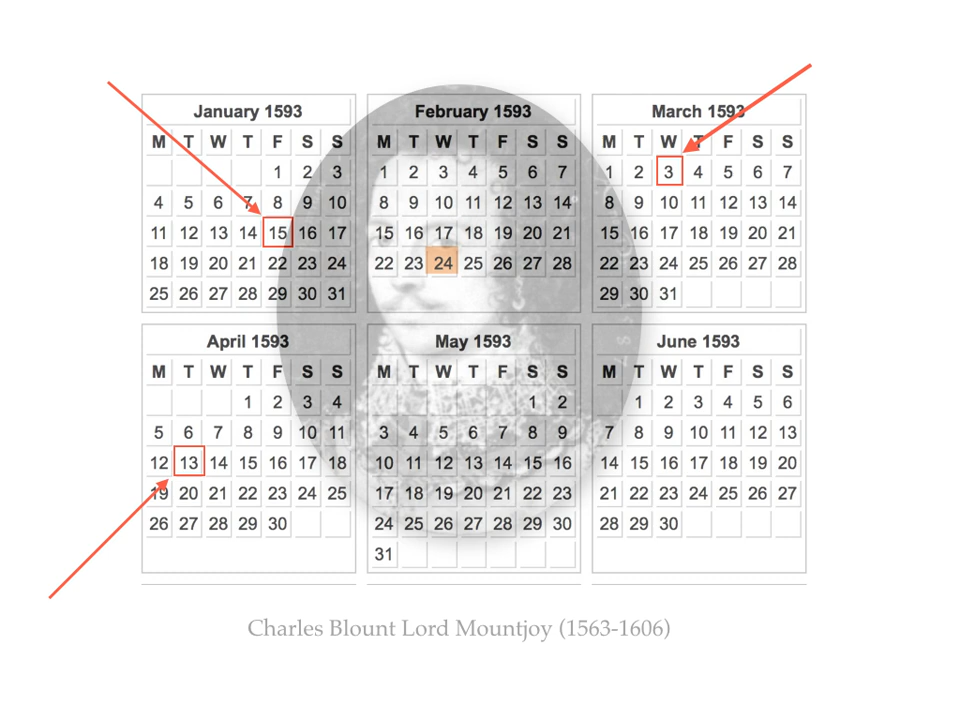 January 1593
M T W T F S S
1 2 3
4 5 6 7 8 9 10
11 12 13 14 15 16 17
18 19 20 21 22 23 24
25 26 27 28 29 30 31
February 1593
M T W T F S S
1 2 3 4 5 6 7
8 9 10 11 12 13 14
15 16 17 18 19 20 21
22 23 24 25 26 27 28
March 1593
M T W T F S S
1 2 3 4 5 6 7
8 9 10 11 12 13 14
15 16 17 18 19 20 21
22 23 24 25 26 27 28
29 30 31
April 1593
M T W T F S S
1 2 3 4
5 6 7 8 9 10 11
12 13 14 15 16 17 18
19 20 21 22 23 24 25
26 27 28 29 30
May 1593
M T W T F S S
1 2
3 4 5 6 7 8 9
10 11 12 13 14 15 16
17 18 19 20 21 22 23
24 25 26 27 28 29 30
31
June 1593
M T W T F S S
1 2 3 4 5 6
7 8 9 10 11 12 13
14 15 16 17 18 19 20
21 22 23 24 25 26 27
28 29 30
Charles Blount Lord Mountjoy (1563-1606)